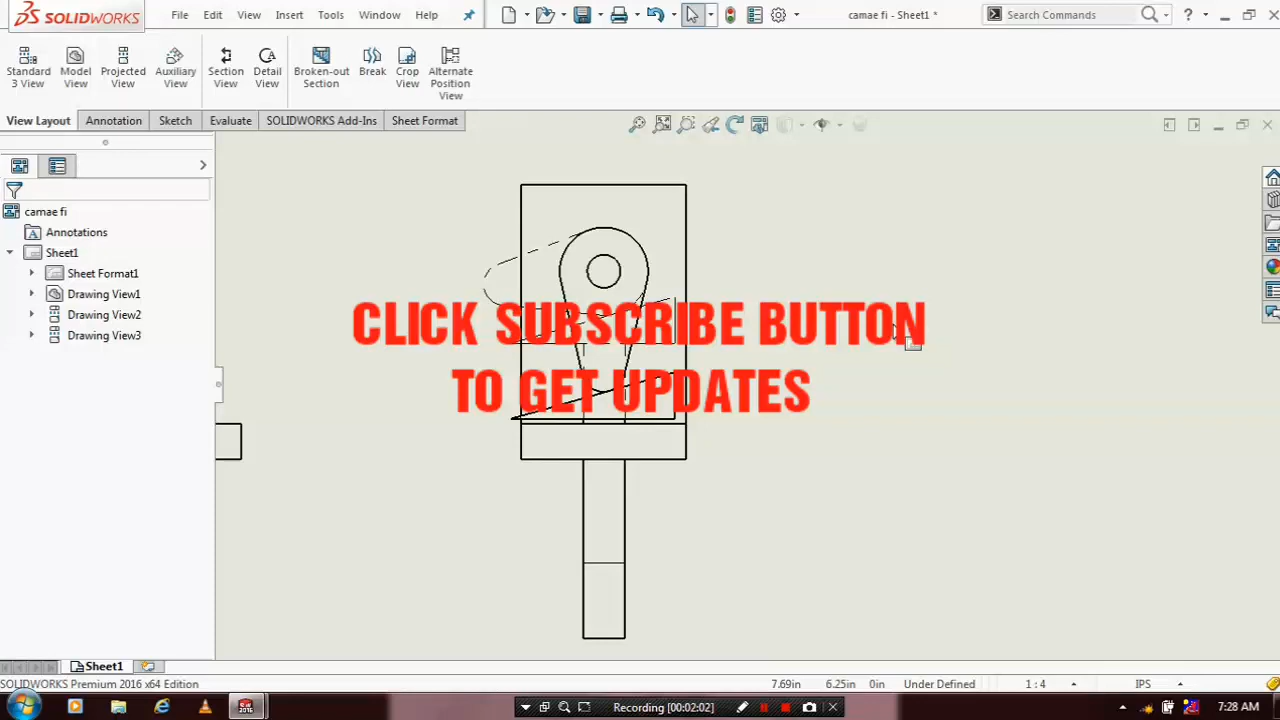 SOLIDWORKS File Edit View Insert Tools Window Help camae fi - Sheet1 * Search Commands ?
Standard 3 View
Model View
Projected View
Auxiliary View
Section View
Detail View
Broken-out Section
Break
Crop View
Alternate Position View
View Layout Annotation Sketch Evaluate SOLIDWORKS Add-Ins Sheet Format
camae fi
Annotations
Sheet1
Sheet Format1
Drawing View1
Drawing View2
Drawing View3
CLICK SUBSCRIBE BUTTON
TO GET UPDATES
Sheet1
SOLIDWORKS Premium 2016 x64 Edition 7.69in 6.25in 0in Under Defined 1 : 4 IPS
Recording [00:02:02] 7:28 AM